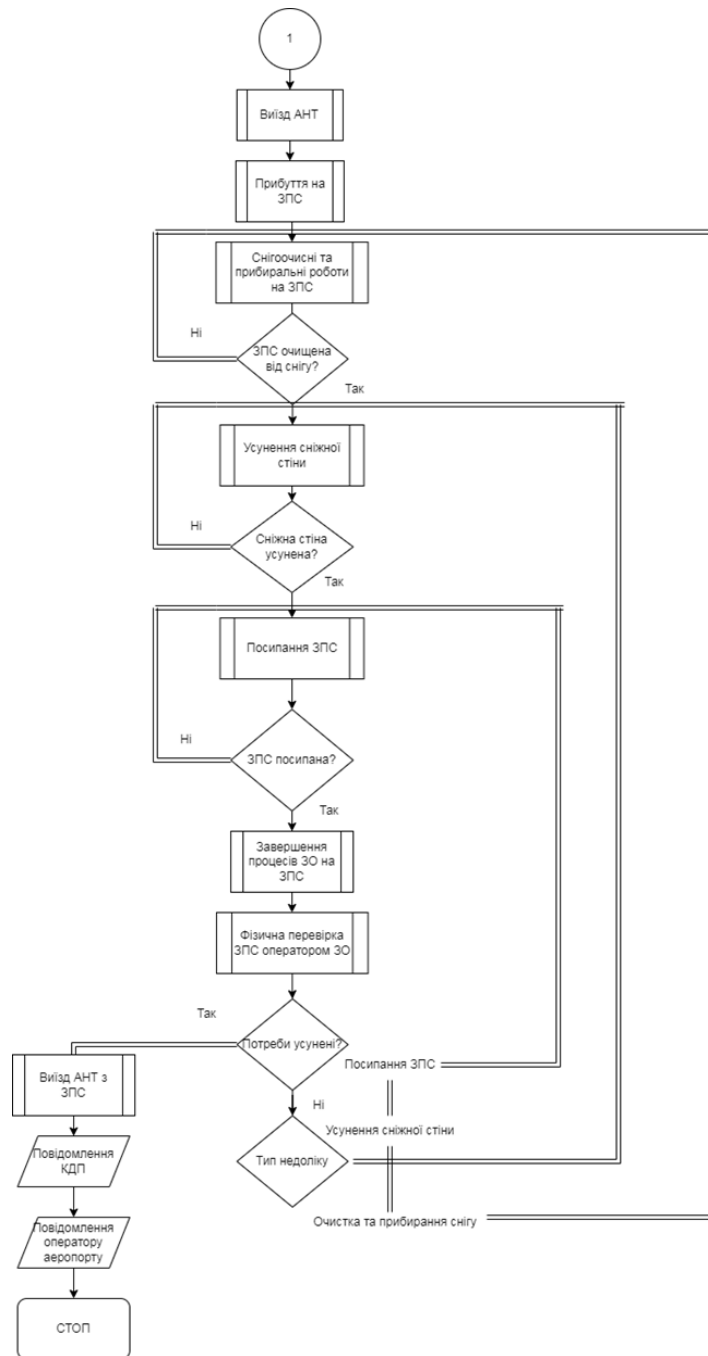 1
Виїзд АНТ
Прибуття на
ЗПС
Снігоочисні та
прибиральні роботи
на ЗПС
Ні
ЗПС очищена
від снігу?
Так
Усунення сніжної
стіни
Ні
Сніжна стіна
усунена?
Так
Посипання ЗПС
Ні
ЗПС посипана?
Так
Завершення
процесів ЗО на
ЗПС
Фізична перевірка
ЗПС оператором ЗО
Так
Потреби усунені?
Посипання ЗПС
Виїзд АНТ з
ЗПС
Ні
Усунення сніжної стіни
Повідомлення
КДП
Тип недоліку
Очистка та прибирання снігу
Повідомлення
оператору
аеропорту
СТОП